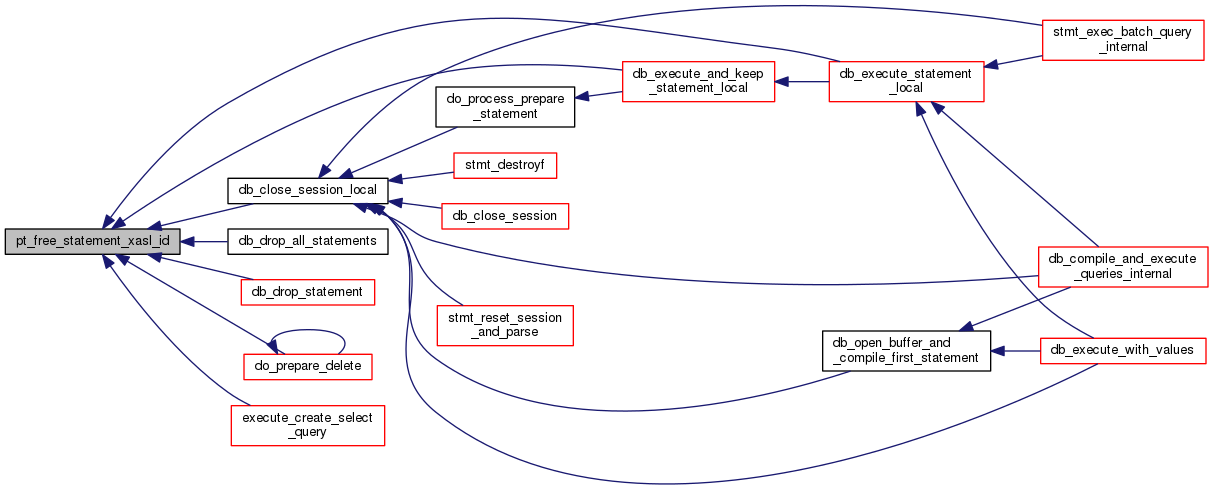 stmt_exec_batch_query
_internal
db_execute_and_keep
_statement_local
db_execute_statement
_local
do_process_prepare
_statement
stmt_destroyf
db_close_session_local
db_close_session
pt_free_statement_xasl_id
db_drop_all_statements
db_compile_and_execute
_queries_internal
db_drop_statement
stmt_reset_session
_and_parse
db_open_buffer_and
_compile_first_statement
db_execute_with_values
do_prepare_delete
execute_create_select
_query